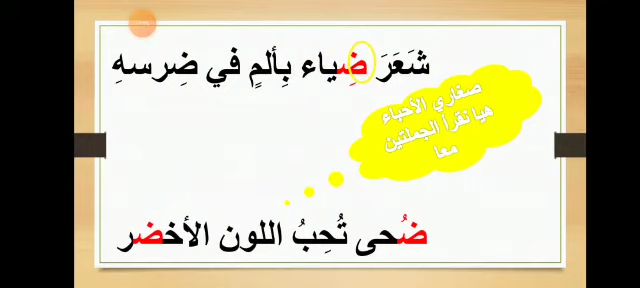 شَعَرَ ضِياء بِألمٍ في ضِرسهِ
صغاري الأحباء
هيا نقرأ الجملتين
معا
ضُحى تُحِبُ اللون الأخضر